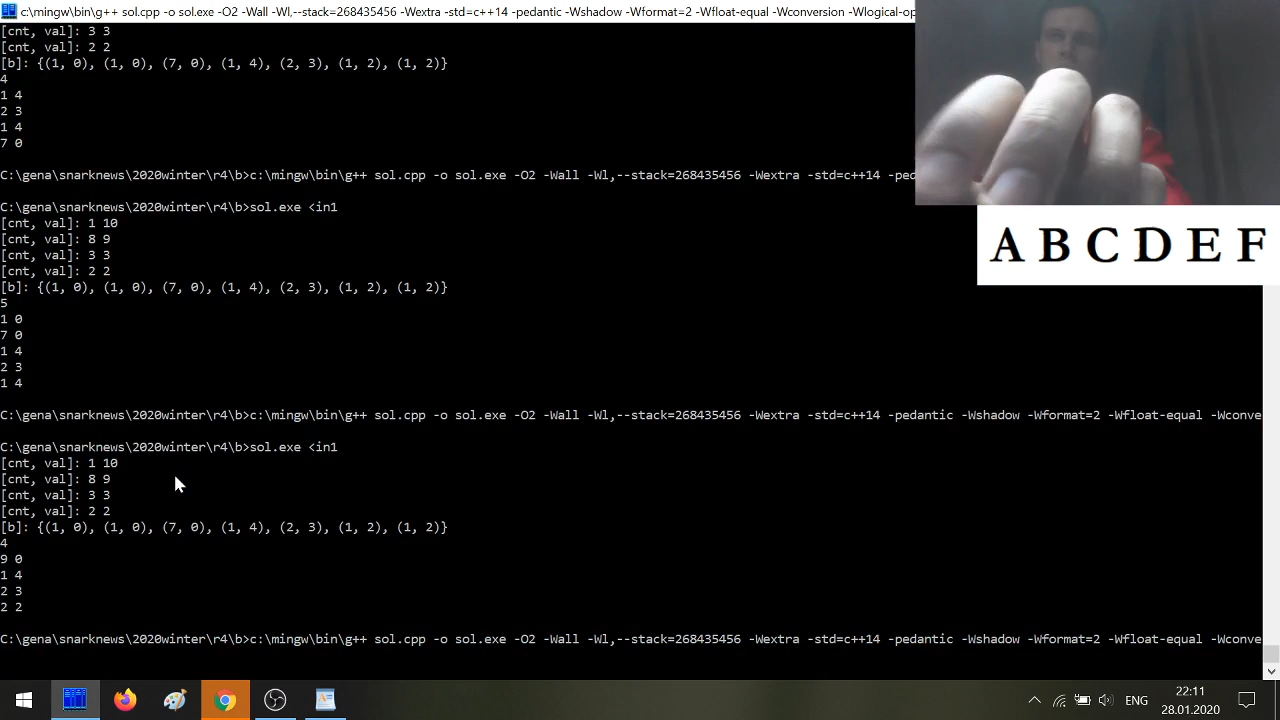 c:\mingw\bin\g++ sol.cpp -o sol.exe -O2 -Wall -Wl,--stack=268435456 -Wextra -std=c++14 -pedantic -Wshadow -Wformat=2 -Wfloat-equal -Wconversion -Wlogical-op
[cnt, val]: 3 3
[cnt, val]: 2 2
[b]: {(1, 0), (1, 0), (7, 0), (1, 4), (2, 3), (1, 2), (1, 2)}
4
1 4
2 3
1 4
7 0
C:\gena\snarknews\2020winter\r4\b>c:\mingw\bin\g++ sol.cpp -o sol.exe -O2 -Wall -Wl,--stack=268435456 -Wextra -std=c++14 -ped
C:\gena\snarknews\2020winter\r4\b>sol.exe <in1
[cnt, val]: 1 10
[cnt, val]: 8 9
[cnt, val]: 3 3
[cnt, val]: 2 2
[b]: {(1, 0), (1, 0), (7, 0), (1, 4), (2, 3), (1, 2), (1, 2)}
5
1 0
7 0
1 4
2 3
1 4
A B C D E F
C:\gena\snarknews\2020winter\r4\b>c:\mingw\bin\g++ sol.cpp -o sol.exe -O2 -Wall -Wl,--stack=268435456 -Wextra -std=c++14 -pedantic -Wshadow -Wformat=2 -Wfloat-equal -Wconve
C:\gena\snarknews\2020winter\r4\b>sol.exe <in1
[cnt, val]: 1 10
[cnt, val]: 8 9
[cnt, val]: 3 3
[cnt, val]: 2 2
[b]: {(1, 0), (1, 0), (7, 0), (1, 4), (2, 3), (1, 2), (1, 2)}
4
9 0
1 4
2 3
2 2
C:\gena\snarknews\2020winter\r4\b>c:\mingw\bin\g++ sol.cpp -o sol.exe -O2 -Wall -Wl,--stack=268435456 -Wextra -std=c++14 -pedantic -Wshadow -Wformat=2 -Wfloat-equal -Wconve
ENG
22:11
28.01.2020